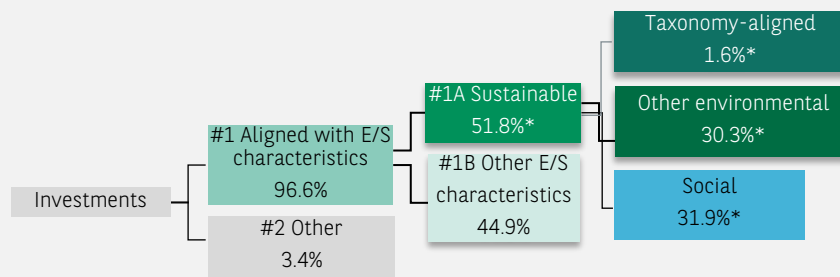 Investments
#1 Aligned with E/S
characteristics
96.6%
#2 Other
3.4%
#1A Sustainable
51.8%*
#1B Other E/S
characteristics
44.9%
Taxonomy-aligned
1.6%*
Other environmental
30.3%*
Social
31.9%*